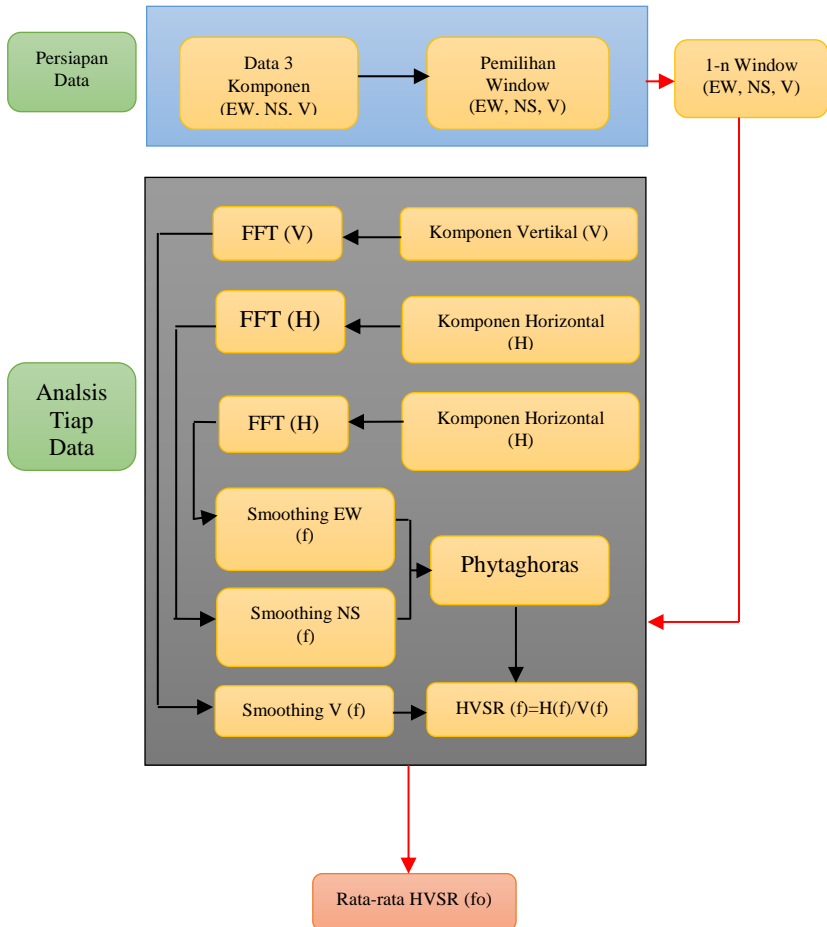 Persiapan
Data
Data 3
Komponen
(EW, NS, V)
Pemilihan
Window
(EW, NS, V)
1-n Window
(EW, NS, V)
FFT (V)
Komponen Vertikal (V)
FFT (H)
Komponen Horizontal
(H)
Analsis
Tiap
Data
FFT (H)
Komponen Horizontal
(H)
Smoothing EW
(f)
Phytaghoras
Smoothing NS
(f)
Smoothing V (f)
HVSR (f)=H(f)/V(f)
Rata-rata HVSR (fo)